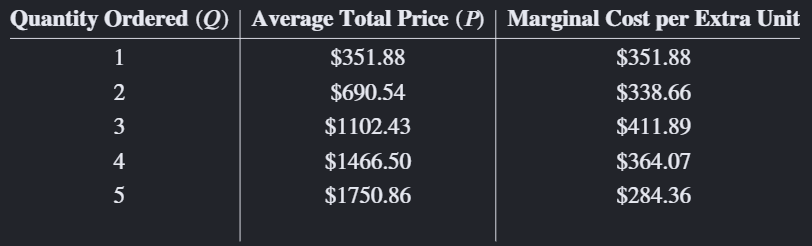 Quantity Ordered (Q) Average Total Price (P) Marginal Cost per Extra Unit
1 $351.88 $351.88
2 $690.54 $338.66
3 $1102.43 $411.89
4 $1466.50 $364.07
5 $1750.86 $284.36